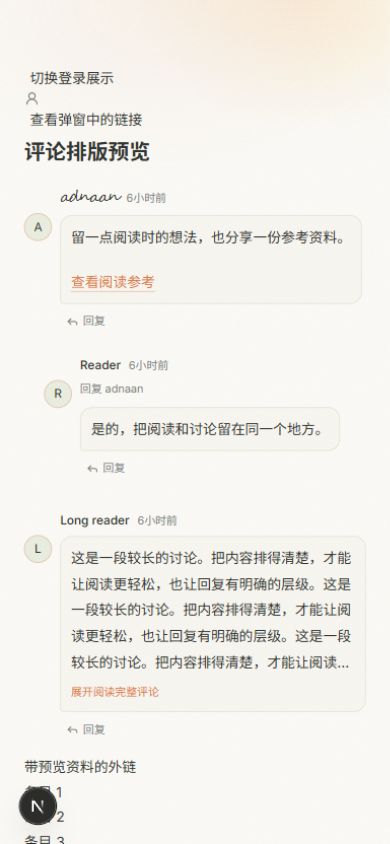 切换登录展示
查看弹窗中的链接
评论排版预览
adnaan 6小时前
A
留一点阅读时的想法，也分享一份参考资料。
查看阅读参考
回复
Reader 6小时前
R
回复 adnaan
是的，把阅读和讨论留在同一个地方。
回复
Long reader 6小时前
L
这是一段较长的讨论。把内容排得清楚，才能
让阅读更轻松，也让回复有明确的层级。这是
一段较长的讨论。把内容排得清楚，才能让阅
读更轻松，也让回复有明确的层级。这是一段
较长的讨论。把内容排得清楚，才能让阅读...
展开阅读完整评论
回复
带预览资料的外链
1
N
2
条目 3